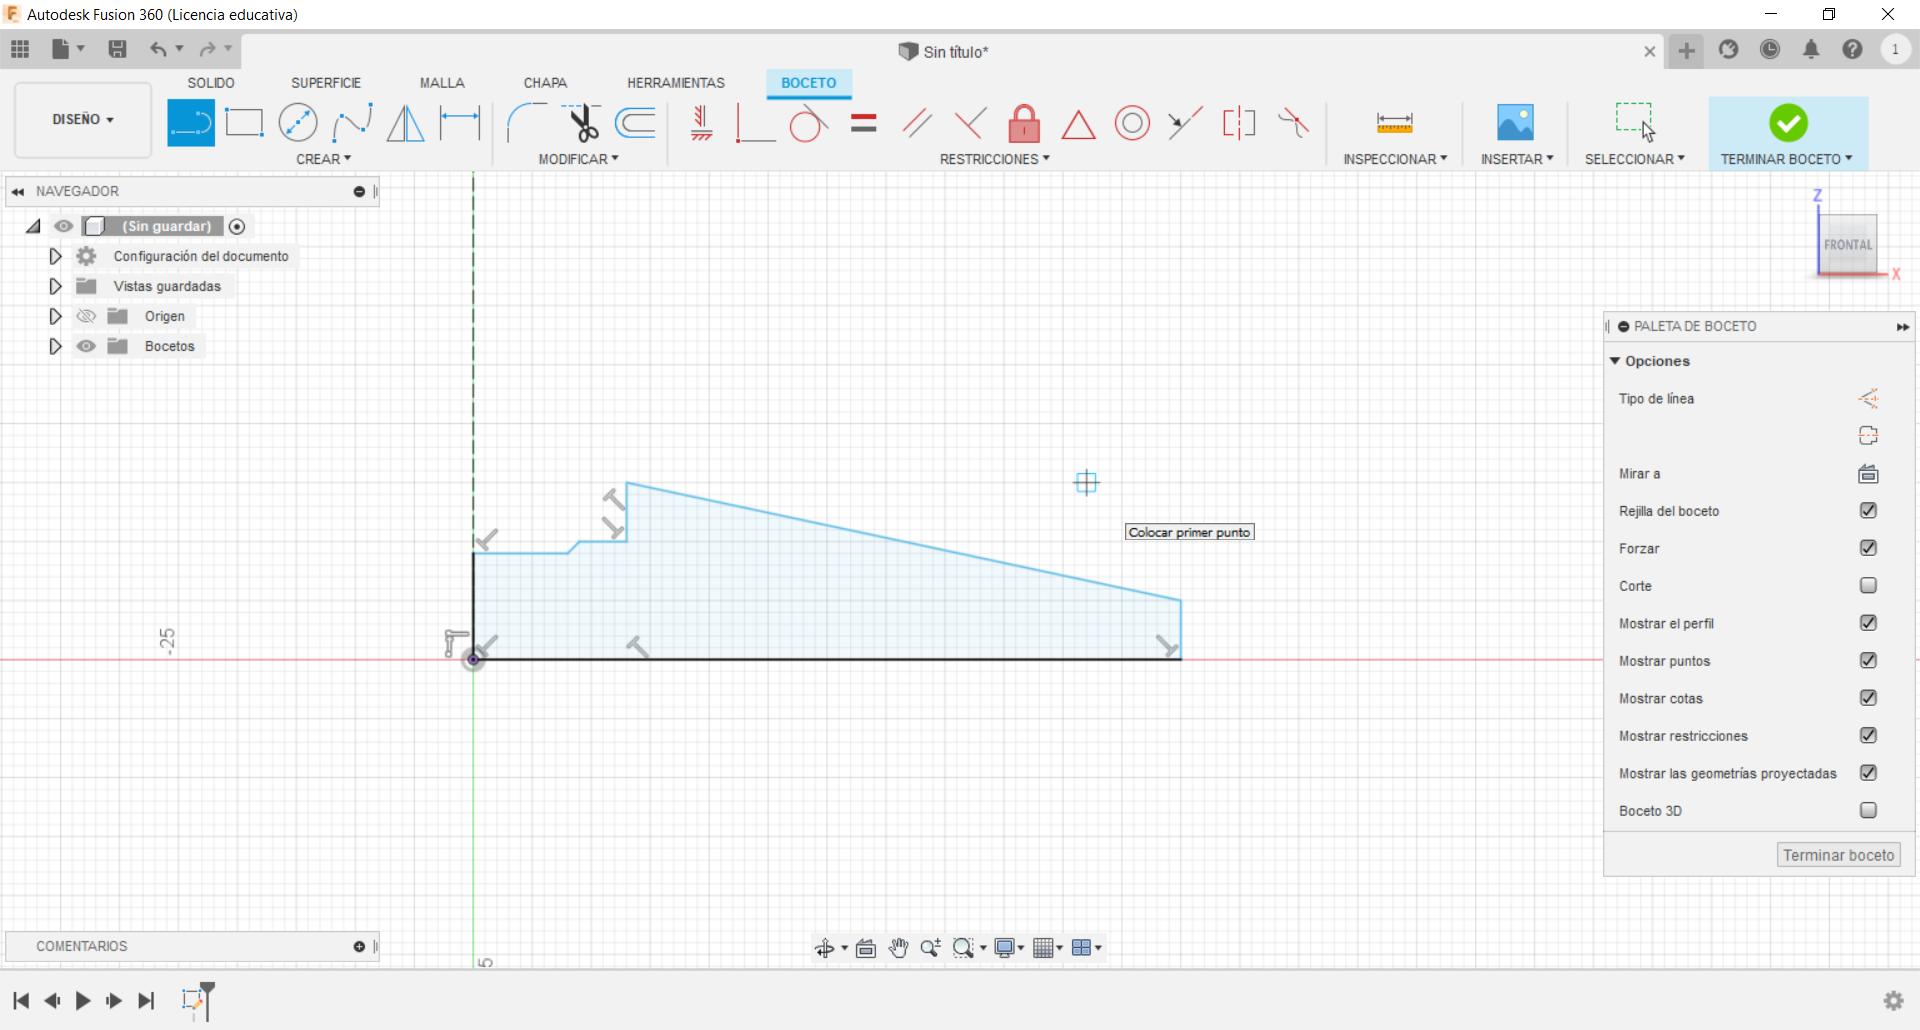 Autodesk Fusion 360 (Licencia educativa)
Sin título*
1
SOLIDO SUPERFICIE MALLA CHAPA HERRAMIENTAS BOCETO
DISEÑO
CREAR MODIFICAR RESTRICCIONES INSPECCIONAR INSERTAR SELECCIONAR TERMINAR BOCETO
NAVEGADOR
(Sin guardar)
Configuración del documento
Vistas guardadas
Origen
Bocetos
Z
FRONTAL
X
PALETA DE BOCETO
Opciones
Tipo de línea
Mirar a
Rejilla del boceto
Forzar
Corte
Mostrar el perfil
Mostrar puntos
Mostrar cotas
Mostrar restricciones
Mostrar las geometrías proyectadas
Boceto 3D
Terminar boceto
Colocar primer punto
-25
5
COMENTARIOS